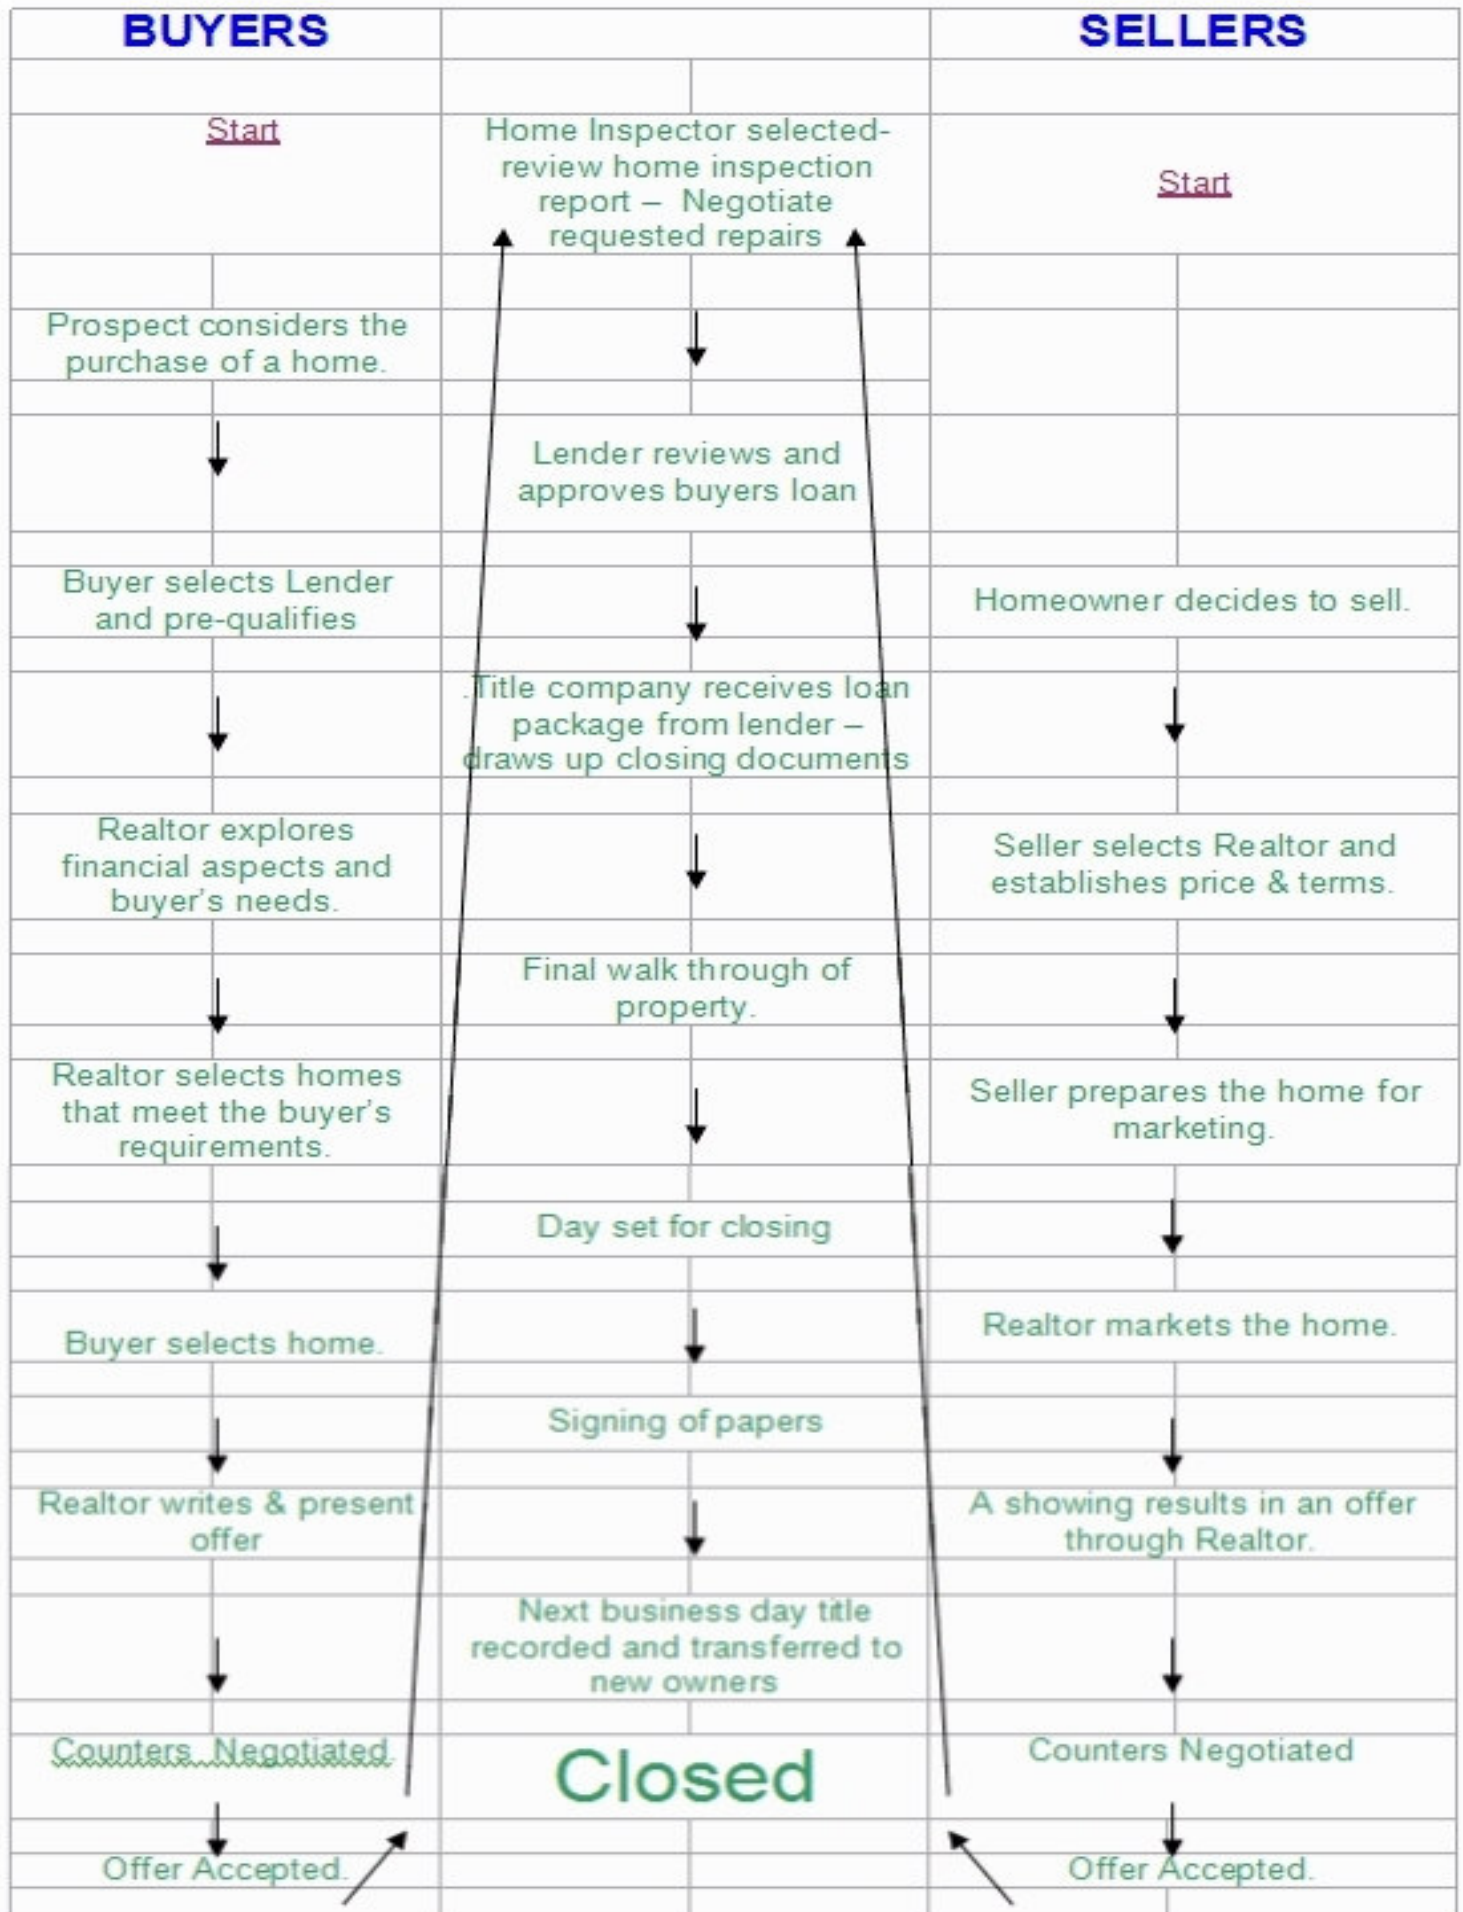 BUYERS
SELLERS
Start
Prospect considers the
purchase of a home.
Buyer selects Lender
and pre-qualifies
Realtor explores
financial aspects and
buyer's needs.
Realtor selects homes
that meet the buyer's
requirements.
Buyer selects home.
Realtor writes & present
offer
Counters  Negotiated.
Offer Accepted.
Home Inspector selected-
review home inspection
report –  Negotiate
requested repairs
Lender reviews and
approves buyers loan
.Title company receives loan
package from lender –
draws up closing documents
Final walk through of
property.
Day set for closing
Signing of papers
Next business day title
recorded and transferred to
new owners
Closed
Start
Homeowner decides to sell.
Seller selects Realtor and
establishes price & terms.
Seller prepares the home for
marketing.
Realtor markets the home.
A showing results in an offer
through Realtor.
Counters Negotiated
Offer Accepted.